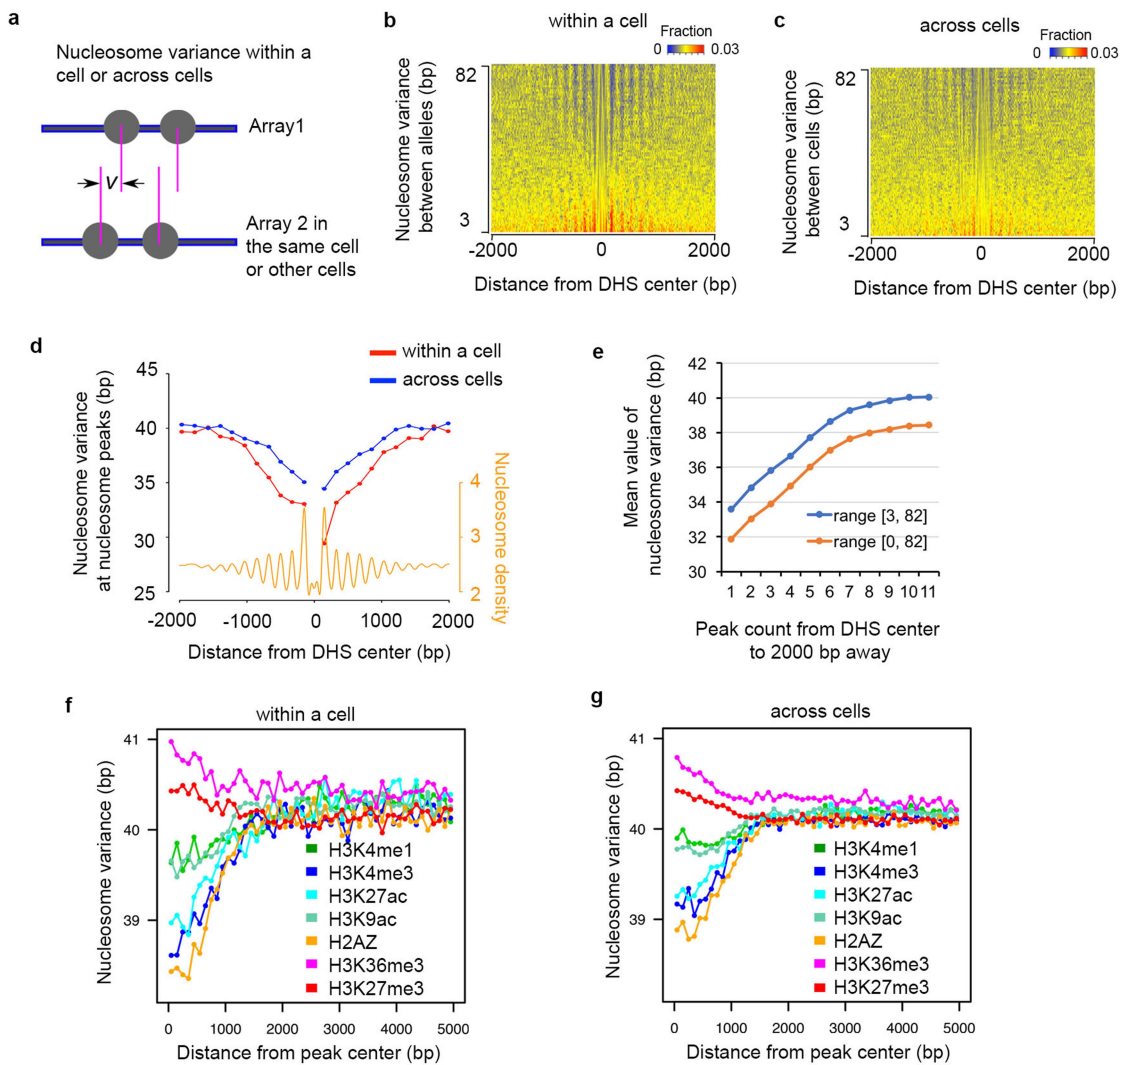 a
Nucleosome variance within a
cell or across cells
Array1
V
Array 2 in
the same cell
or other cells
b
within a cell
Fraction
0
0.03
Nucleosome variance
between alleles (bp)
82
3
-2000
0
2000
Distance from DHS center (bp)
c
across cells
Fraction
0
0.03
Nucleosome variance
between cells (bp)
82
3
-2000
0
2000
Distance from DHS center (bp)
d
within a cell
across cells
Nucleosome variance
at nucleosome peaks (bp)
45
40
35
30
25
4
3
2
Nucleosome density
-2000
-1000
0
1000
2000
Distance from DHS center (bp)
e
Mean value of
nucleosome variance (bp)
42
40
38
36
34
32
30
range [3, 82]
range [0, 82]
1 2 3 4 5 6 7 8 9 10 11
Peak count from DHS center
to 2000 bp away
f
within a cell
Nucleosome variance (bp)
41
40
39
H3K4me1
H3K4me3
H3K27ac
H3K9ac
H2AZ
H3K36me3
H3K27me3
0 1000 2000 3000 4000 5000
Distance from peak center (bp)
g
across cells
Nucleosome variance (bp)
41
40
39
H3K4me1
H3K4me3
H3K27ac
H3K9ac
H2AZ
H3K36me3
H3K27me3
0 1000 2000 3000 4000 5000
Distance from peak center (bp)